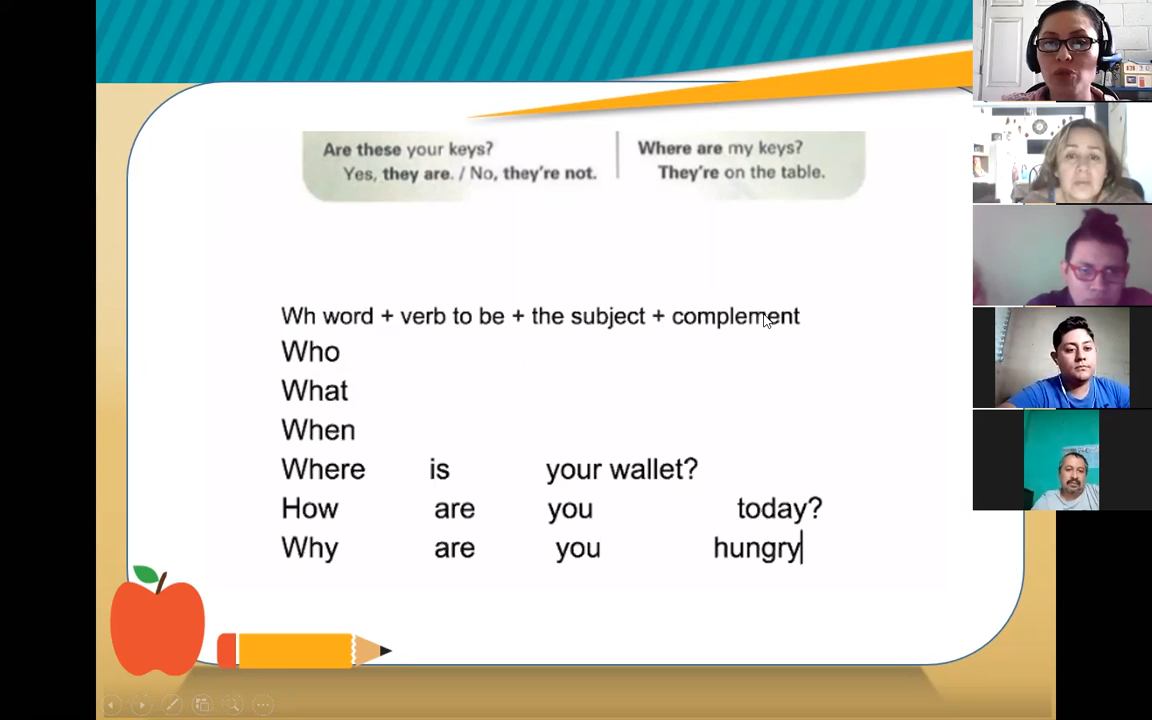 Are these your keys?
Yes, they are. / No, they're not.
Where are my keys?
They're on the table.
Wh word + verb to be + the subject + complement
Who
What
When
Where is your wallet?
How are you today?
Why are you hungry